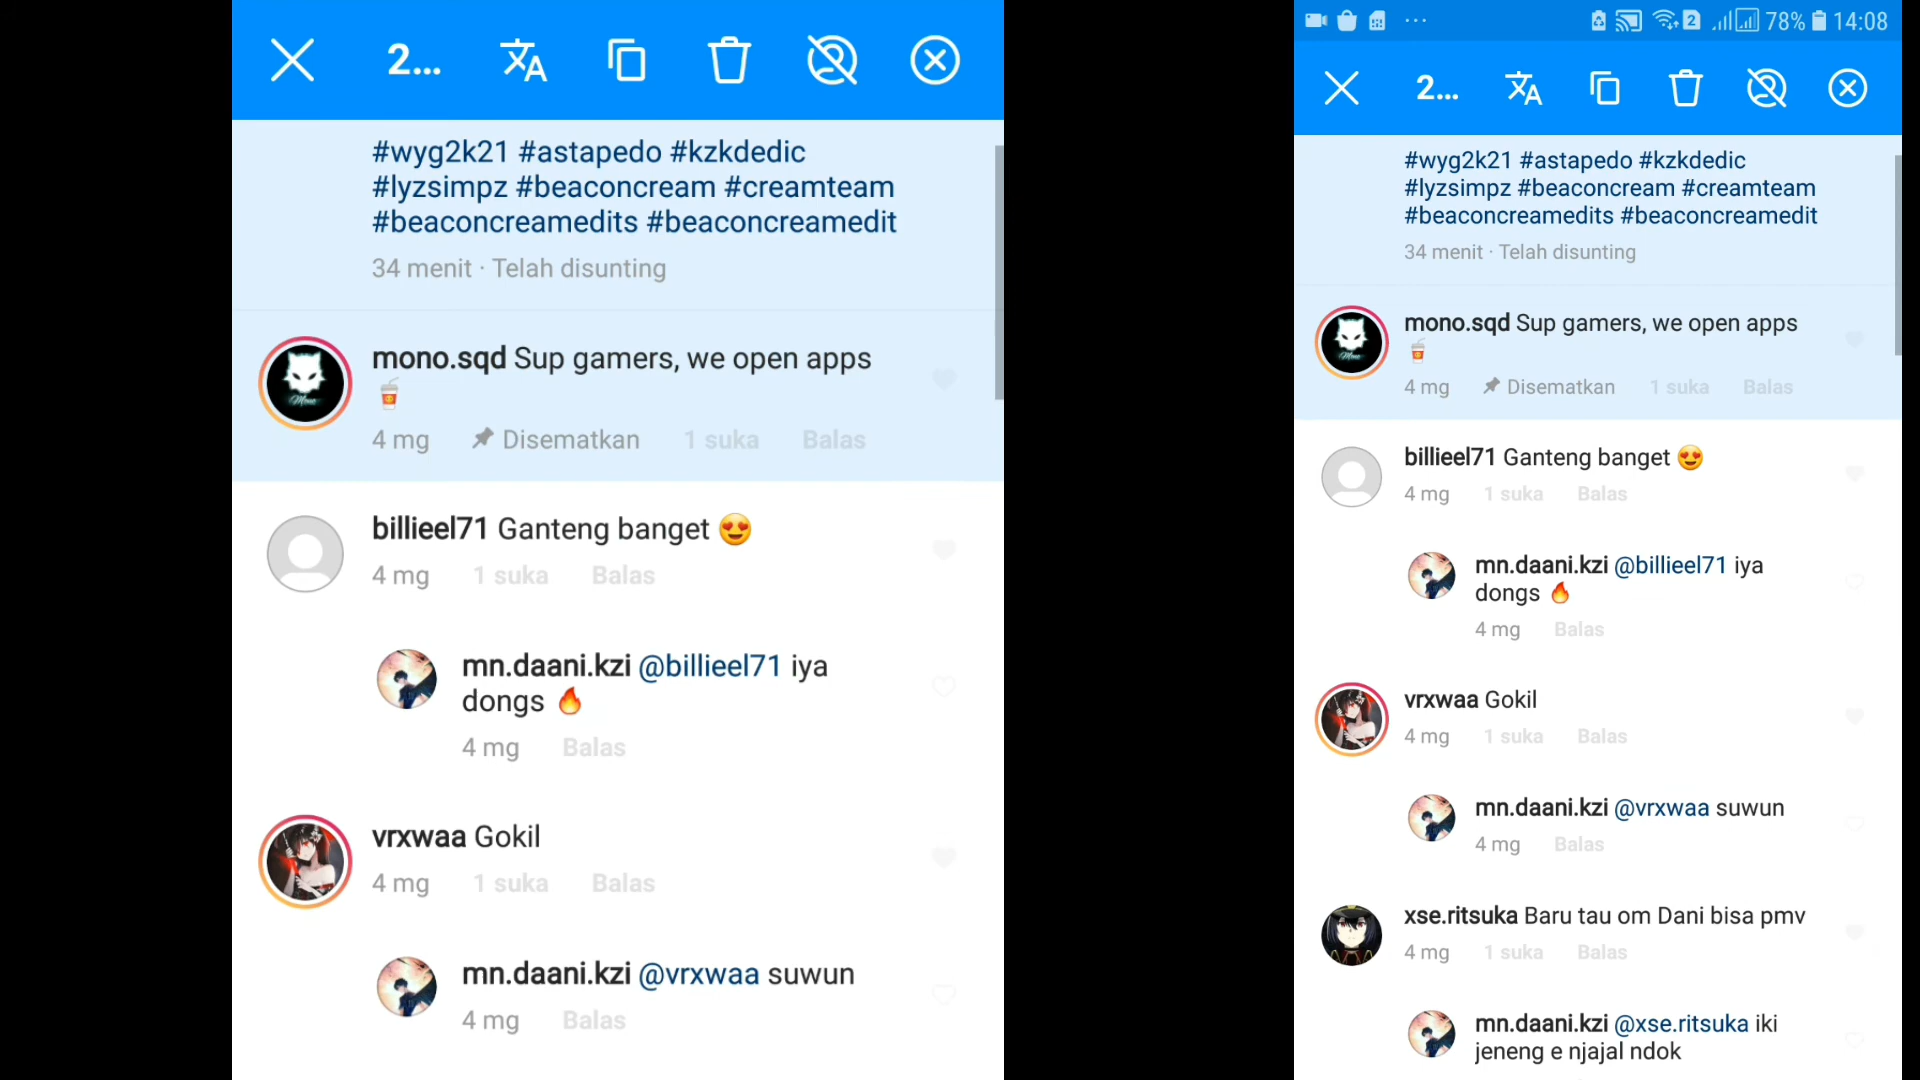 2...
#wyg2k21 #astapedo #kzkdedic
#lyzsimpz #beaconcream #creamteam
#beaconcreamedits #beaconcreamedit
34 menit · Telah disunting
mono.sqd Sup gamers, we open apps
🥤
4 mg Disematkan 1 suka Balas
billieel71 Ganteng banget 😍
4 mg 1 suka Balas
mn.daani.kzi @billieel71 iya
dongs 🔥
4 mg Balas
vrxwaa Gokil
4 mg 1 suka Balas
mn.daani.kzi @vrxwaa suwun
4 mg Balas
2 78% 14:08
2...
#wyg2k21 #astapedo #kzkdedic
#lyzsimpz #beaconcream #creamteam
#beaconcreamedits #beaconcreamedit
34 menit · Telah disunting
mono.sqd Sup gamers, we open apps
🥤
4 mg Disematkan 1 suka Balas
billieel71 Ganteng banget 😍
4 mg 1 suka Balas
mn.daani.kzi @billieel71 iya
dongs 🔥
4 mg Balas
vrxwaa Gokil
4 mg 1 suka Balas
mn.daani.kzi @vrxwaa suwun
4 mg Balas
xse.ritsuka Baru tau om Dani bisa pmv
4 mg 1 suka Balas
mn.daani.kzi @xse.ritsuka iki
jeneng e njajal ndok